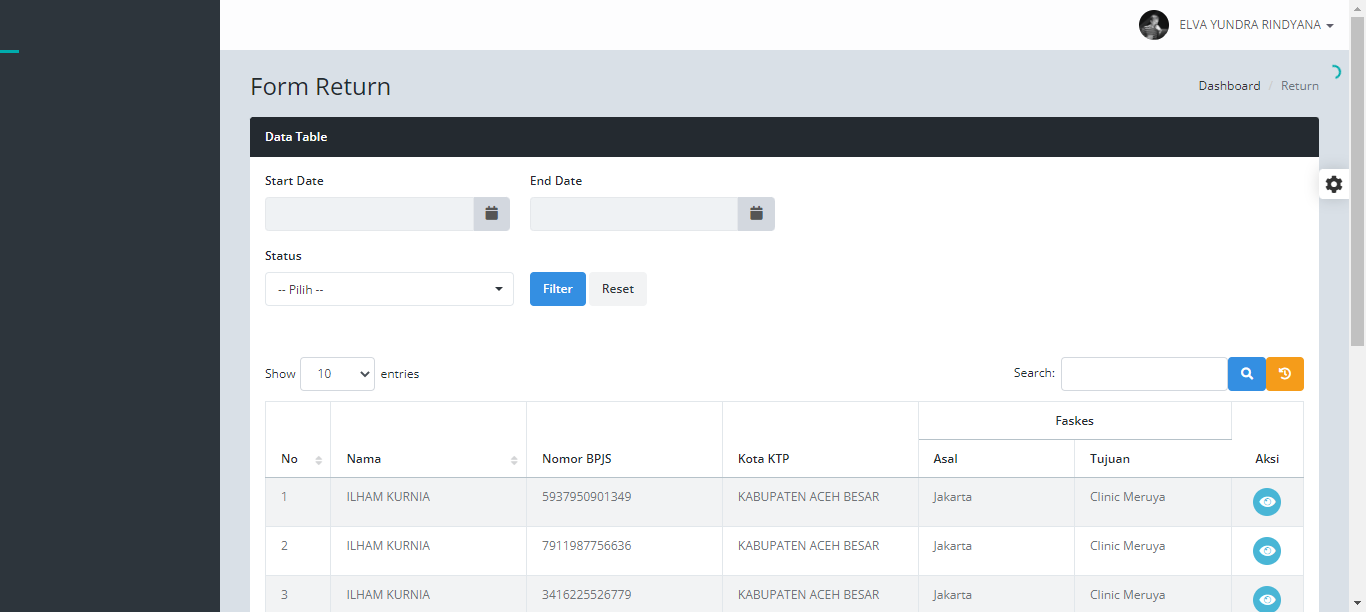 ELVA YUNDRA RINDYANA
Form Return
Dashboard / Return
Data Table
Start Date End Date
Status
-- Pilih -- Filter Reset
Show 10 entries Search:
Faskes
No Nama Nomor BPJS Kota KTP Asal Tujuan Aksi
1 ILHAM KURNIA 5937950901349 KABUPATEN ACEH BESAR Jakarta Clinic Meruya
2 ILHAM KURNIA 7911987756636 KABUPATEN ACEH BESAR Jakarta Clinic Meruya
3 ILHAM KURNIA 3416225526779 KABUPATEN ACEH BESAR Jakarta Clinic Meruya